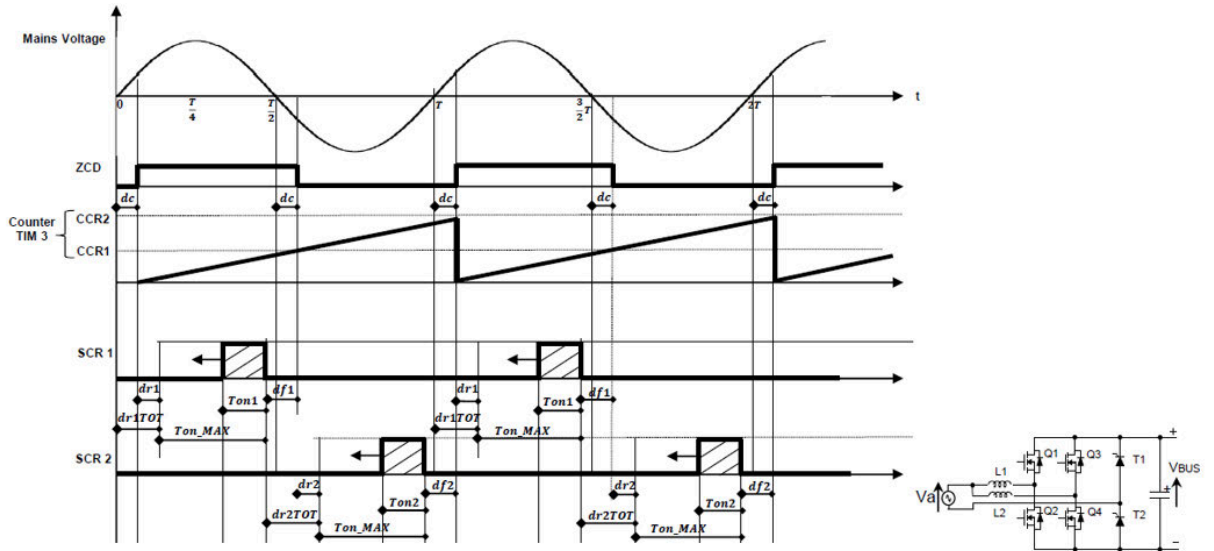 Mains Voltage
0 T/4 T/2 T 3/2 T 2T t
ZCD
dc dc dc dc dc
Counter TIM 3
CCR2
CCR1
SCR 1
dr1 Ton1 df1 dr1 Ton1 df1
dr1TOT Ton_MAX dr1TOT Ton_MAX
SCR 2
dr2 Ton2 df2 dr2 Ton2 df2
dr2TOT Ton_MAX dr2TOT Ton_MAX
Q1 Q3 T1 +
L1
Va VBUS
L2 Q2 Q4 T2
+
−